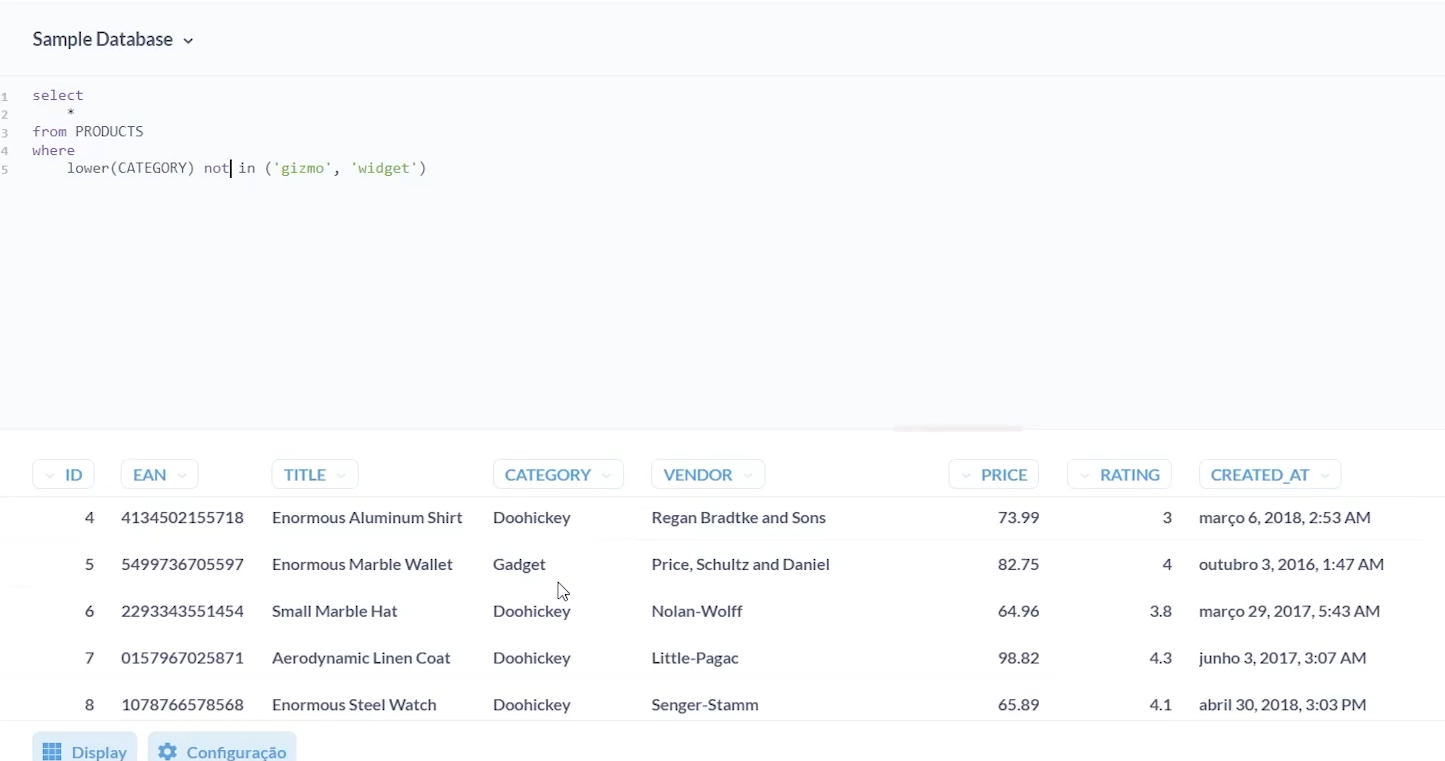 Sample Database
1 select
2 *
3 from PRODUCTS
4 where
5 lower(CATEGORY) not in ('gizmo', 'widget')
ID EAN TITLE CATEGORY VENDOR PRICE RATING CREATED_AT
4 4134502155718 Enormous Aluminum Shirt Doohickey Regan Bradtke and Sons 73.99 3 março 6, 2018, 2:53 AM
5 5499736705597 Enormous Marble Wallet Gadget Price, Schultz and Daniel 82.75 4 outubro 3, 2016, 1:47 AM
6 2293343551454 Small Marble Hat Doohickey Nolan-Wolff 64.96 3.8 março 29, 2017, 5:43 AM
7 0157967025871 Aerodynamic Linen Coat Doohickey Little-Pagac 98.82 4.3 junho 3, 2017, 3:07 AM
8 1078766578568 Enormous Steel Watch Doohickey Senger-Stamm 65.89 4.1 abril 30, 2018, 3:03 PM
Display Configuração